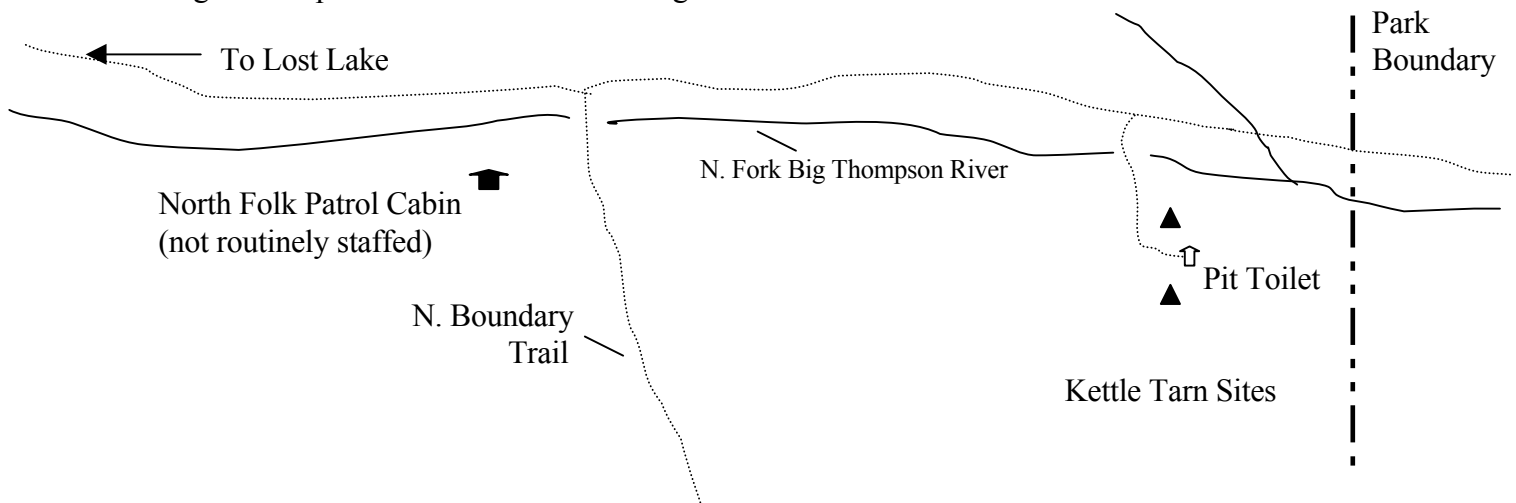 To Lost Lake
Park
Boundary
N. Fork Big Thompson River
North Folk Patrol Cabin
(not routinely staffed)
Pit Toilet
N. Boundary
Trail
Kettle Tarn Sites